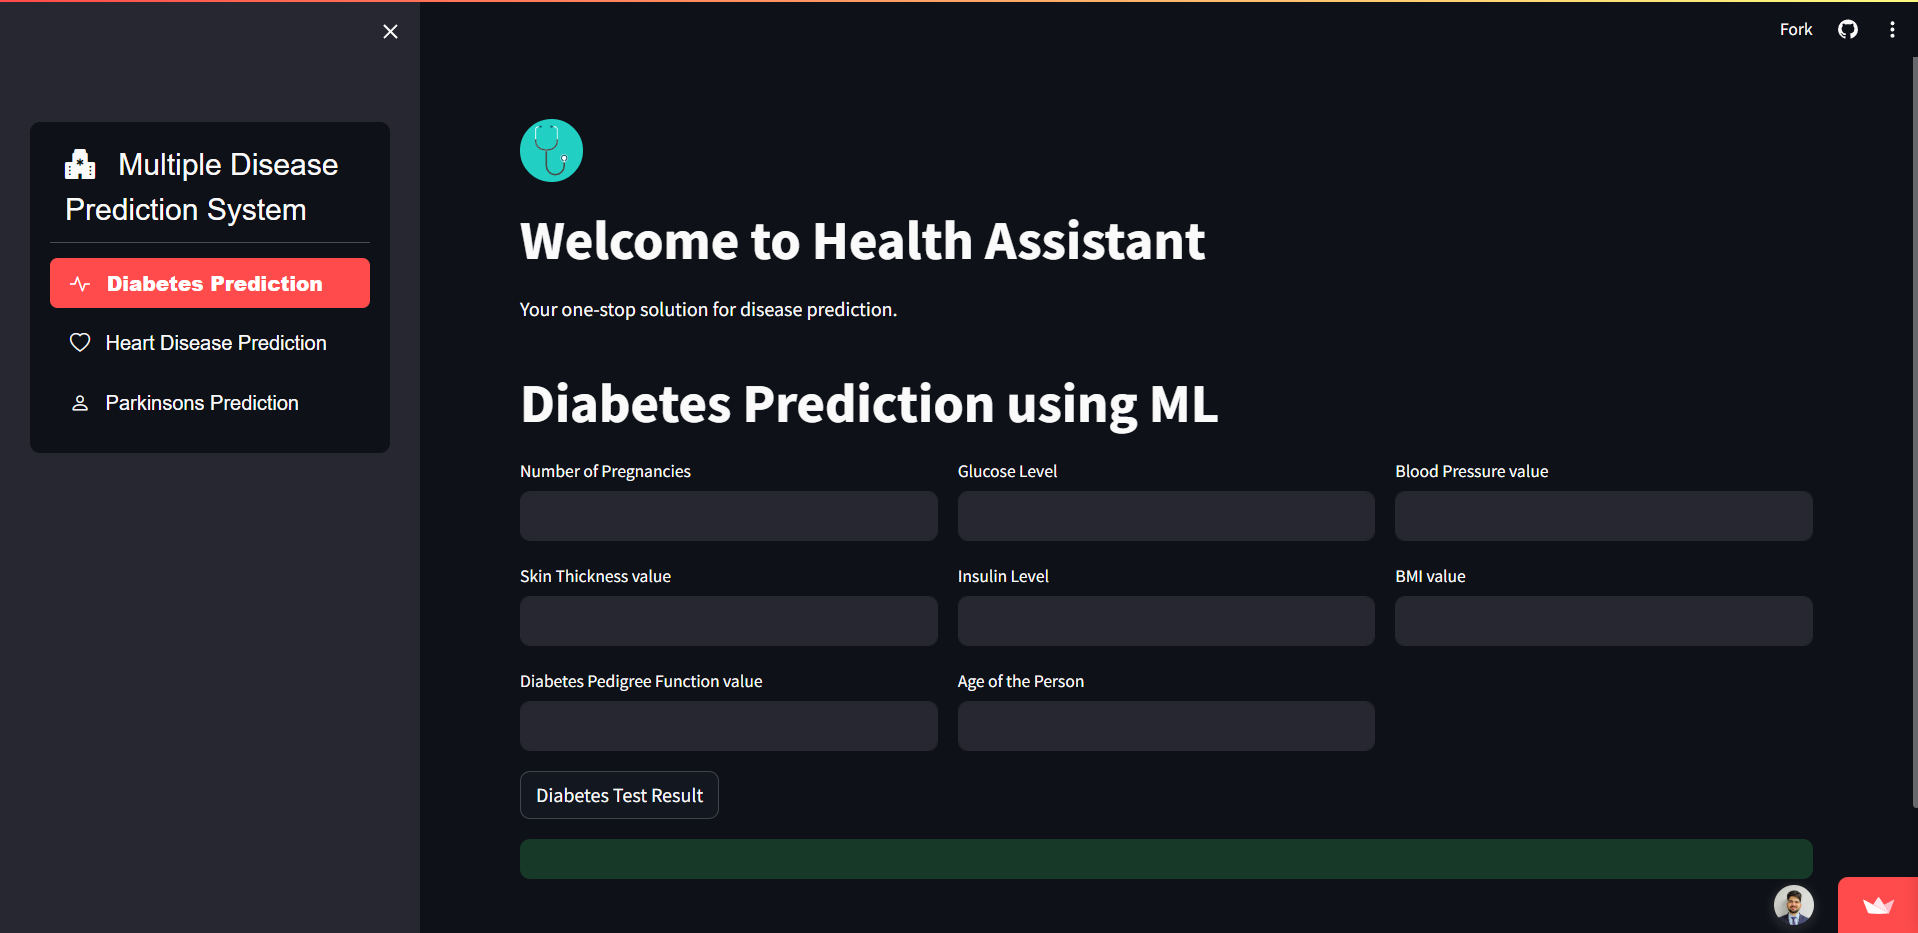 Fork
Multiple Disease
Prediction System
Diabetes Prediction
Heart Disease Prediction
Parkinsons Prediction
Welcome to Health Assistant
Your one-stop solution for disease prediction.
Diabetes Prediction using ML
Number of Pregnancies
Glucose Level
Blood Pressure value
Skin Thickness value
Insulin Level
BMI value
Diabetes Pedigree Function value
Age of the Person
Diabetes Test Result